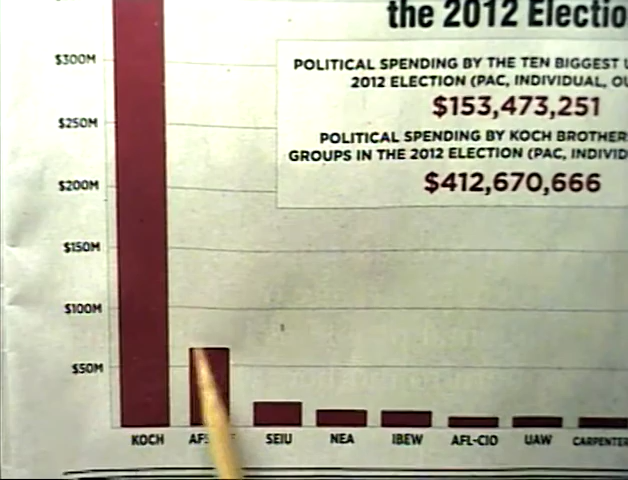 the 2012 Electio
$300M
POLITICAL SPENDING BY THE TEN BIGGEST
2012 ELECTION (PAC, INDIVIDUAL, OU
$153,473,251
$250M
POLITICAL SPENDING BY KOCH BROTHER
GROUPS IN THE 2012 ELECTION (PAC, INDIVID
$412,670,666
$200M
$150M
$100M
$50M
KOCH SEIU NEA IBEW AFL-CIO UAW CARPENTER